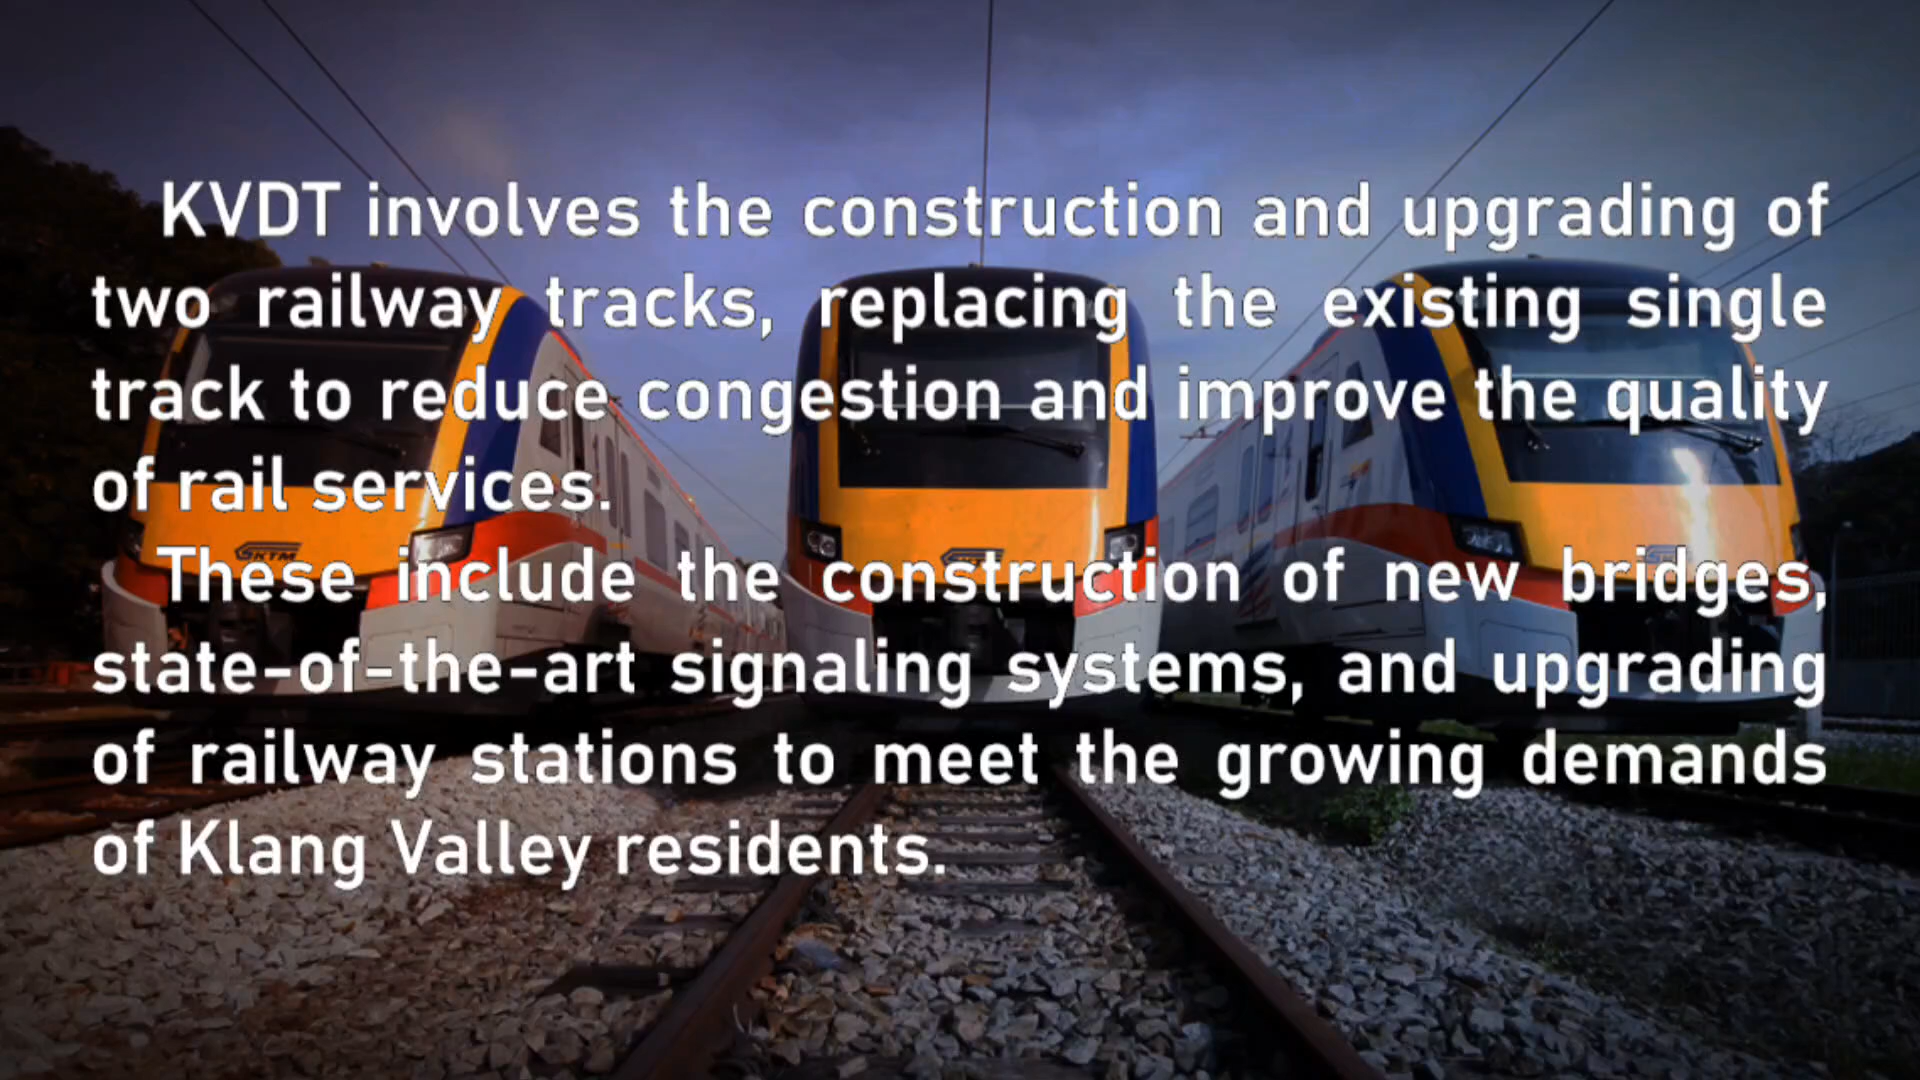 KVDT involves the construction and upgrading of
two railway tracks, replacing the existing single
track to reduce congestion and improve the quality
of rail services.
These include the construction of new bridges,
state-of-the-art signaling systems, and upgrading
of railway stations to meet the growing demands
of Klang Valley residents.
KTM